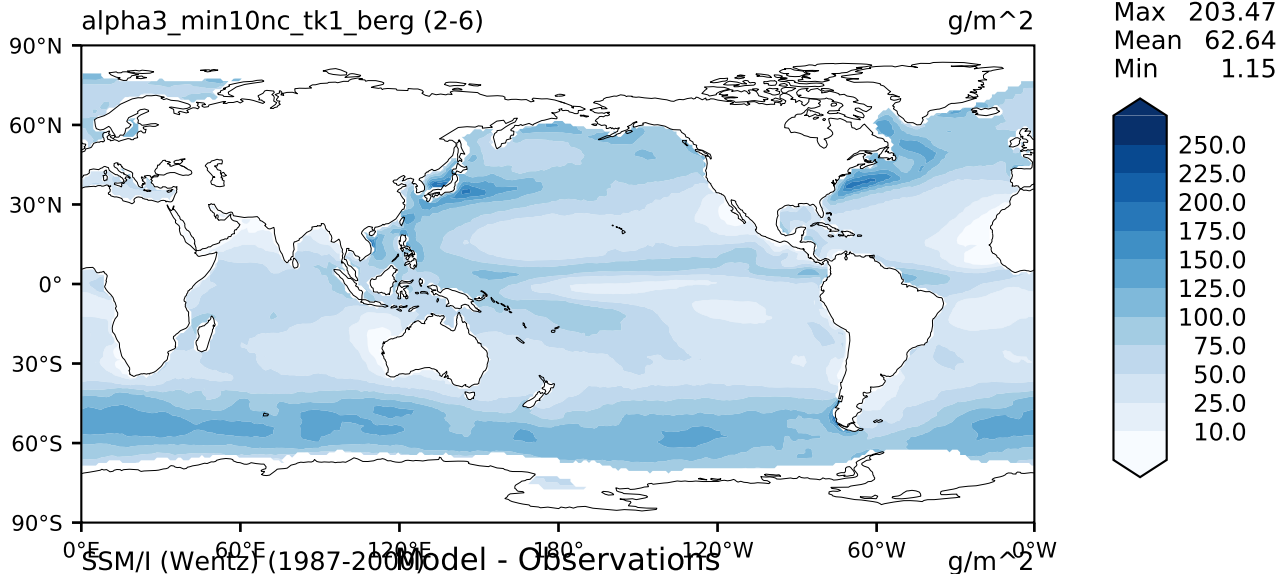 alpha3_min10nc_tk1_berg (2-6)
g/m^2
Max 203.47
Mean 62.64
Min 1.15
90°N
60°N
30°N
0°
30°S
60°S
90°S
0°E
60°E
120°E
180°
120°W
60°W
0°W
250.0
225.0
200.0
175.0
150.0
125.0
100.0
75.0
50.0
25.0
10.0
SSM/I (Wentz) (1987-2000)
Model - Observations
g/m^2